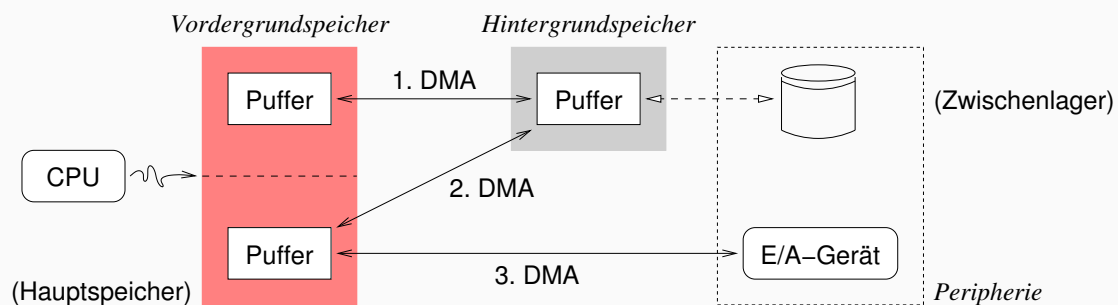 Vordergrundspeicher
Hintergrundspeicher
Puffer
1. DMA
Puffer
(Zwischenlager)
CPU
2. DMA
Puffer
3. DMA
E/A−Gerät
(Hauptspeicher)
Peripherie